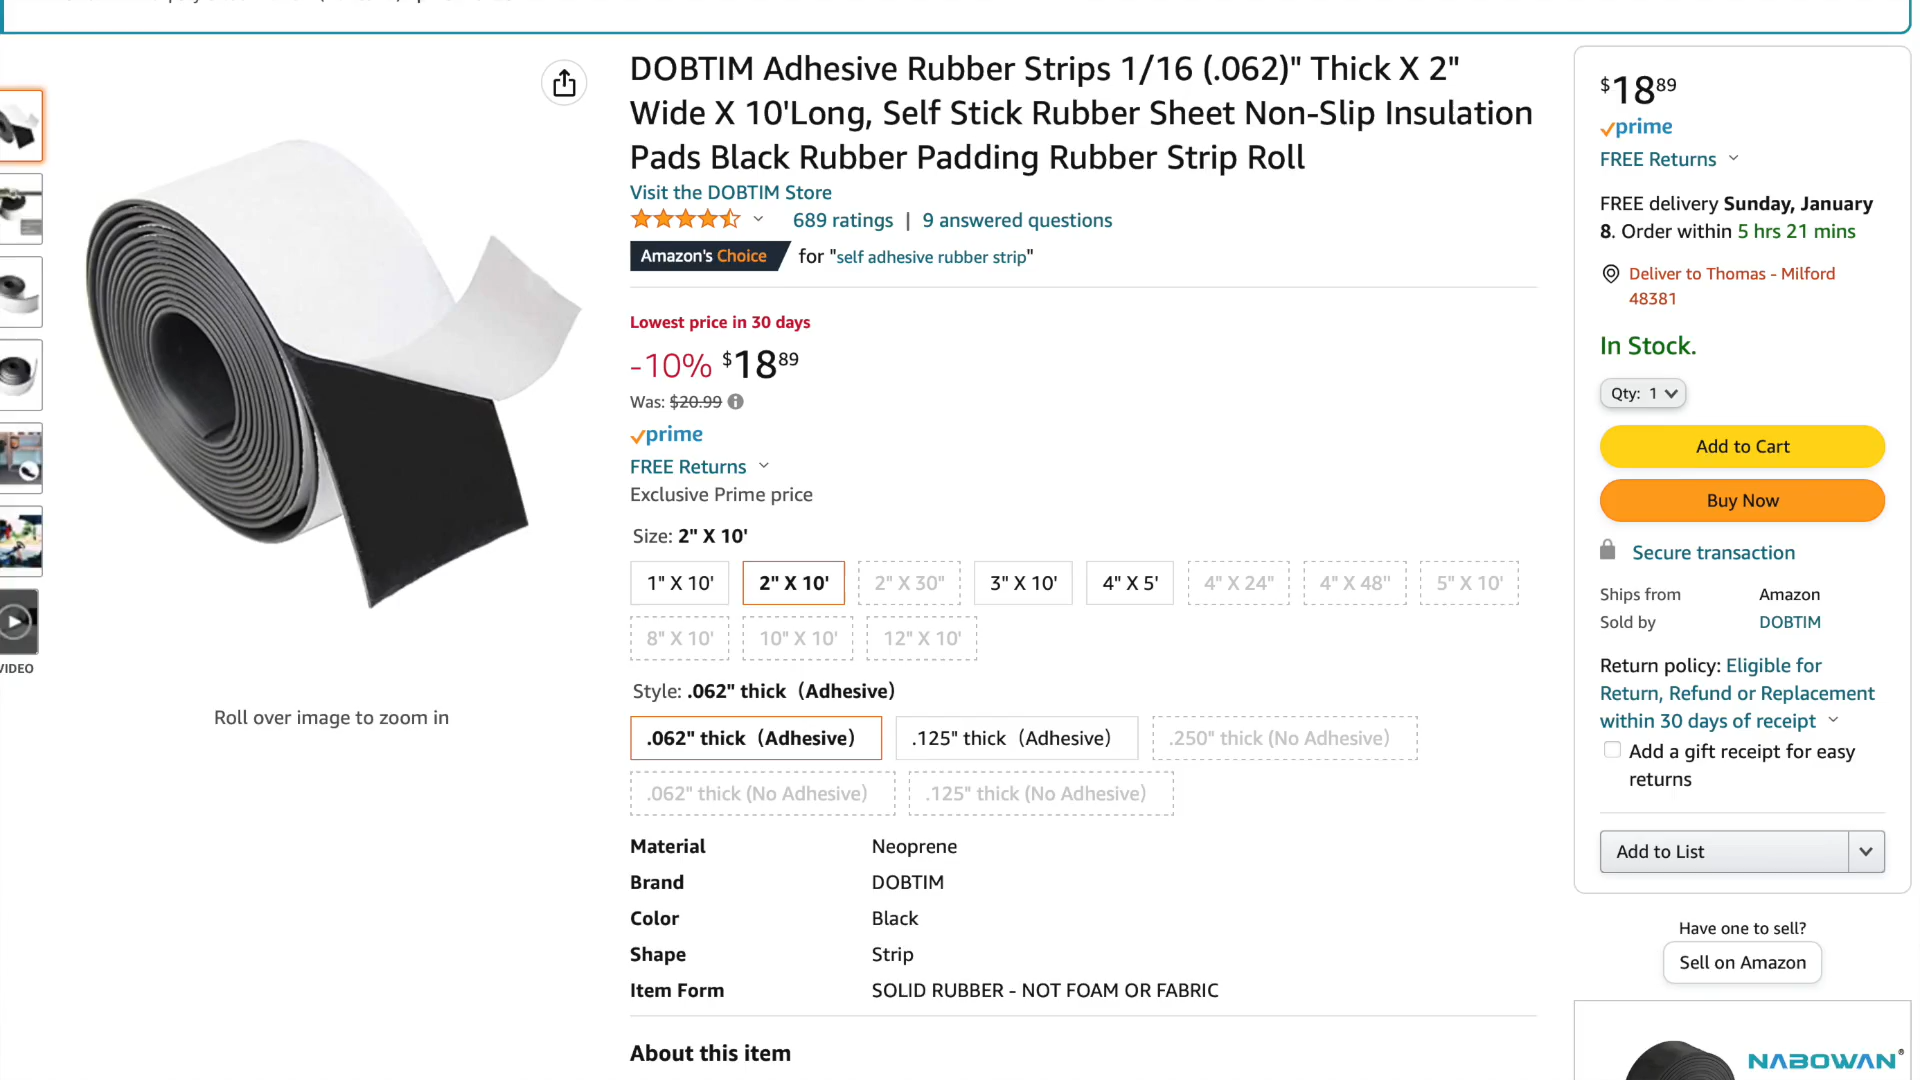 DOBTIM Adhesive Rubber Strips 1/16 (.062)" Thick X 2"
Wide X 10'Long, Self Stick Rubber Sheet Non-Slip Insulation
Pads Black Rubber Padding Rubber Strip Roll
Visit the DOBTIM Store
689 ratings | 9 answered questions
Amazon's Choice for "self adhesive rubber strip"
Lowest price in 30 days
-10% $18 89
Was: $20.99
prime
FREE Returns
Exclusive Prime price
Size: 2" X 10'
1" X 10' 2" X 10' 2" X 30" 3" X 10' 4" X 5' 4" X 24" 4" X 48" 5" X 10'
8" X 10' 10" X 10' 12" X 10'
Style: .062" thick（Adhesive）
.062" thick（Adhesive） .125" thick（Adhesive） .250" thick (No Adhesive)
.062" thick (No Adhesive) .125" thick (No Adhesive)
Material Neoprene
Brand DOBTIM
Color Black
Shape Strip
Item Form SOLID RUBBER - NOT FOAM OR FABRIC
About this item
VIDEO
Roll over image to zoom in
$18 89
prime
FREE Returns
FREE delivery Sunday, January
8. Order within 5 hrs 21 mins
Deliver to Thomas - Milford
48381
In Stock.
Qty: 1
Add to Cart
Buy Now
Secure transaction
Ships from Amazon
Sold by DOBTIM
Return policy: Eligible for
Return, Refund or Replacement
within 30 days of receipt
Add a gift receipt for easy
returns
Add to List
Have one to sell?
Sell on Amazon
NABOWAN®